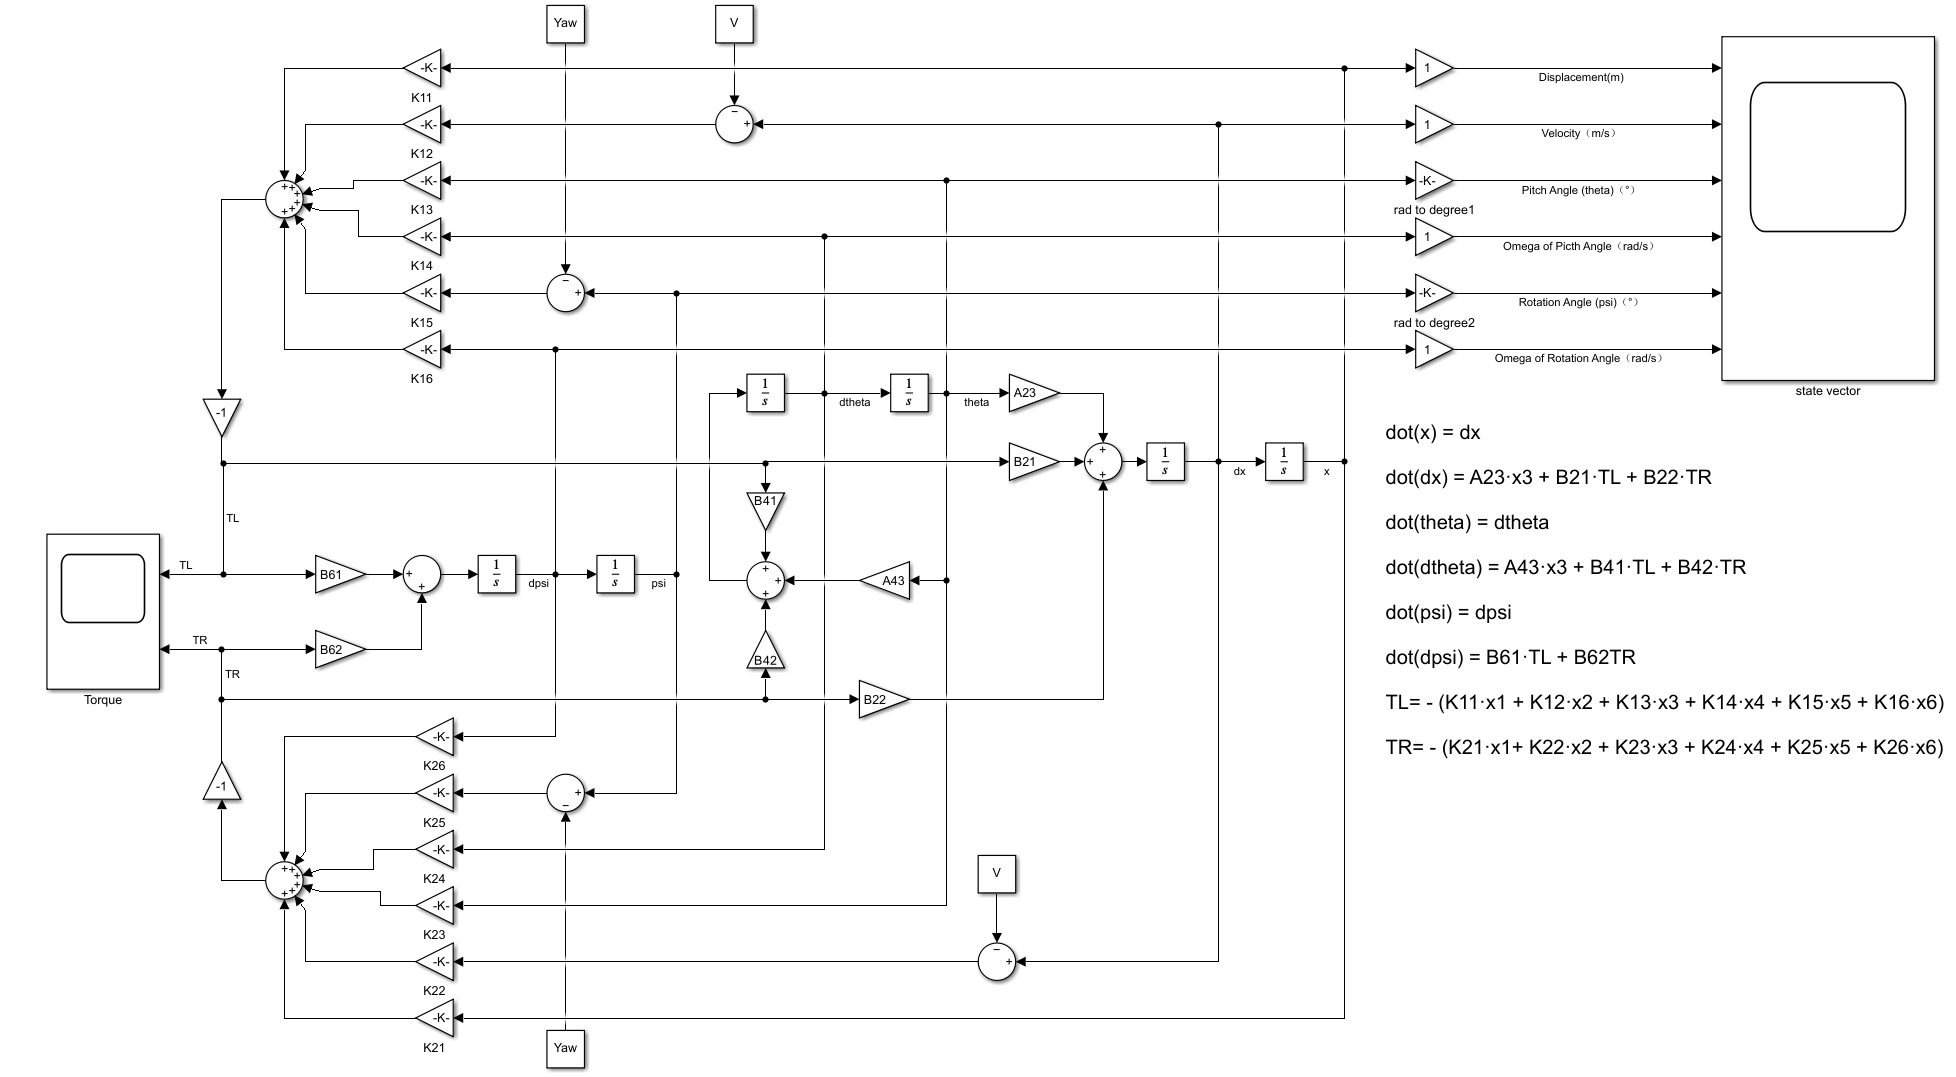 Yaw
V
-K-
K11
1
Displacement(m)
− +
-K-
K12
1
Velocity（m/s）
-K-
K13
-K-
rad to degree1
Pitch Angle (theta)（°）
+ + + + + +
-K-
K14
1
Omega of Picth Angle（rad/s）
− +
-K-
K15
-K-
rad to degree2
Rotation Angle (psi)（°）
-K-
K16
1
Omega of Rotation Angle（rad/s）
state vector
-1
1
s
dtheta
1
s
theta
A23
B21
+ + +
1
s
dx
1
s
x
B41
TL
TL
B61
+ +
1
s
dpsi
1
s
psi
+ + +
A43
TR
B62
TR
B42
B22
Torque
-K-
K26
-1
-K-
K25
+ −
-K-
K24
+ + + + + +
-K-
K23
V
− +
-K-
K22
-K-
K21
Yaw
dot(x) = dx
dot(dx) = A23·x3 + B21·TL + B22·TR
dot(theta) = dtheta
dot(dtheta) = A43·x3 + B41·TL + B42·TR
dot(psi) = dpsi
dot(dpsi) = B61·TL + B62TR
TL= - (K11·x1 + K12·x2 + K13·x3 + K14·x4 + K15·x5 + K16·x6)
TR= - (K21·x1+ K22·x2 + K23·x3 + K24·x4 + K25·x5 + K26·x6)